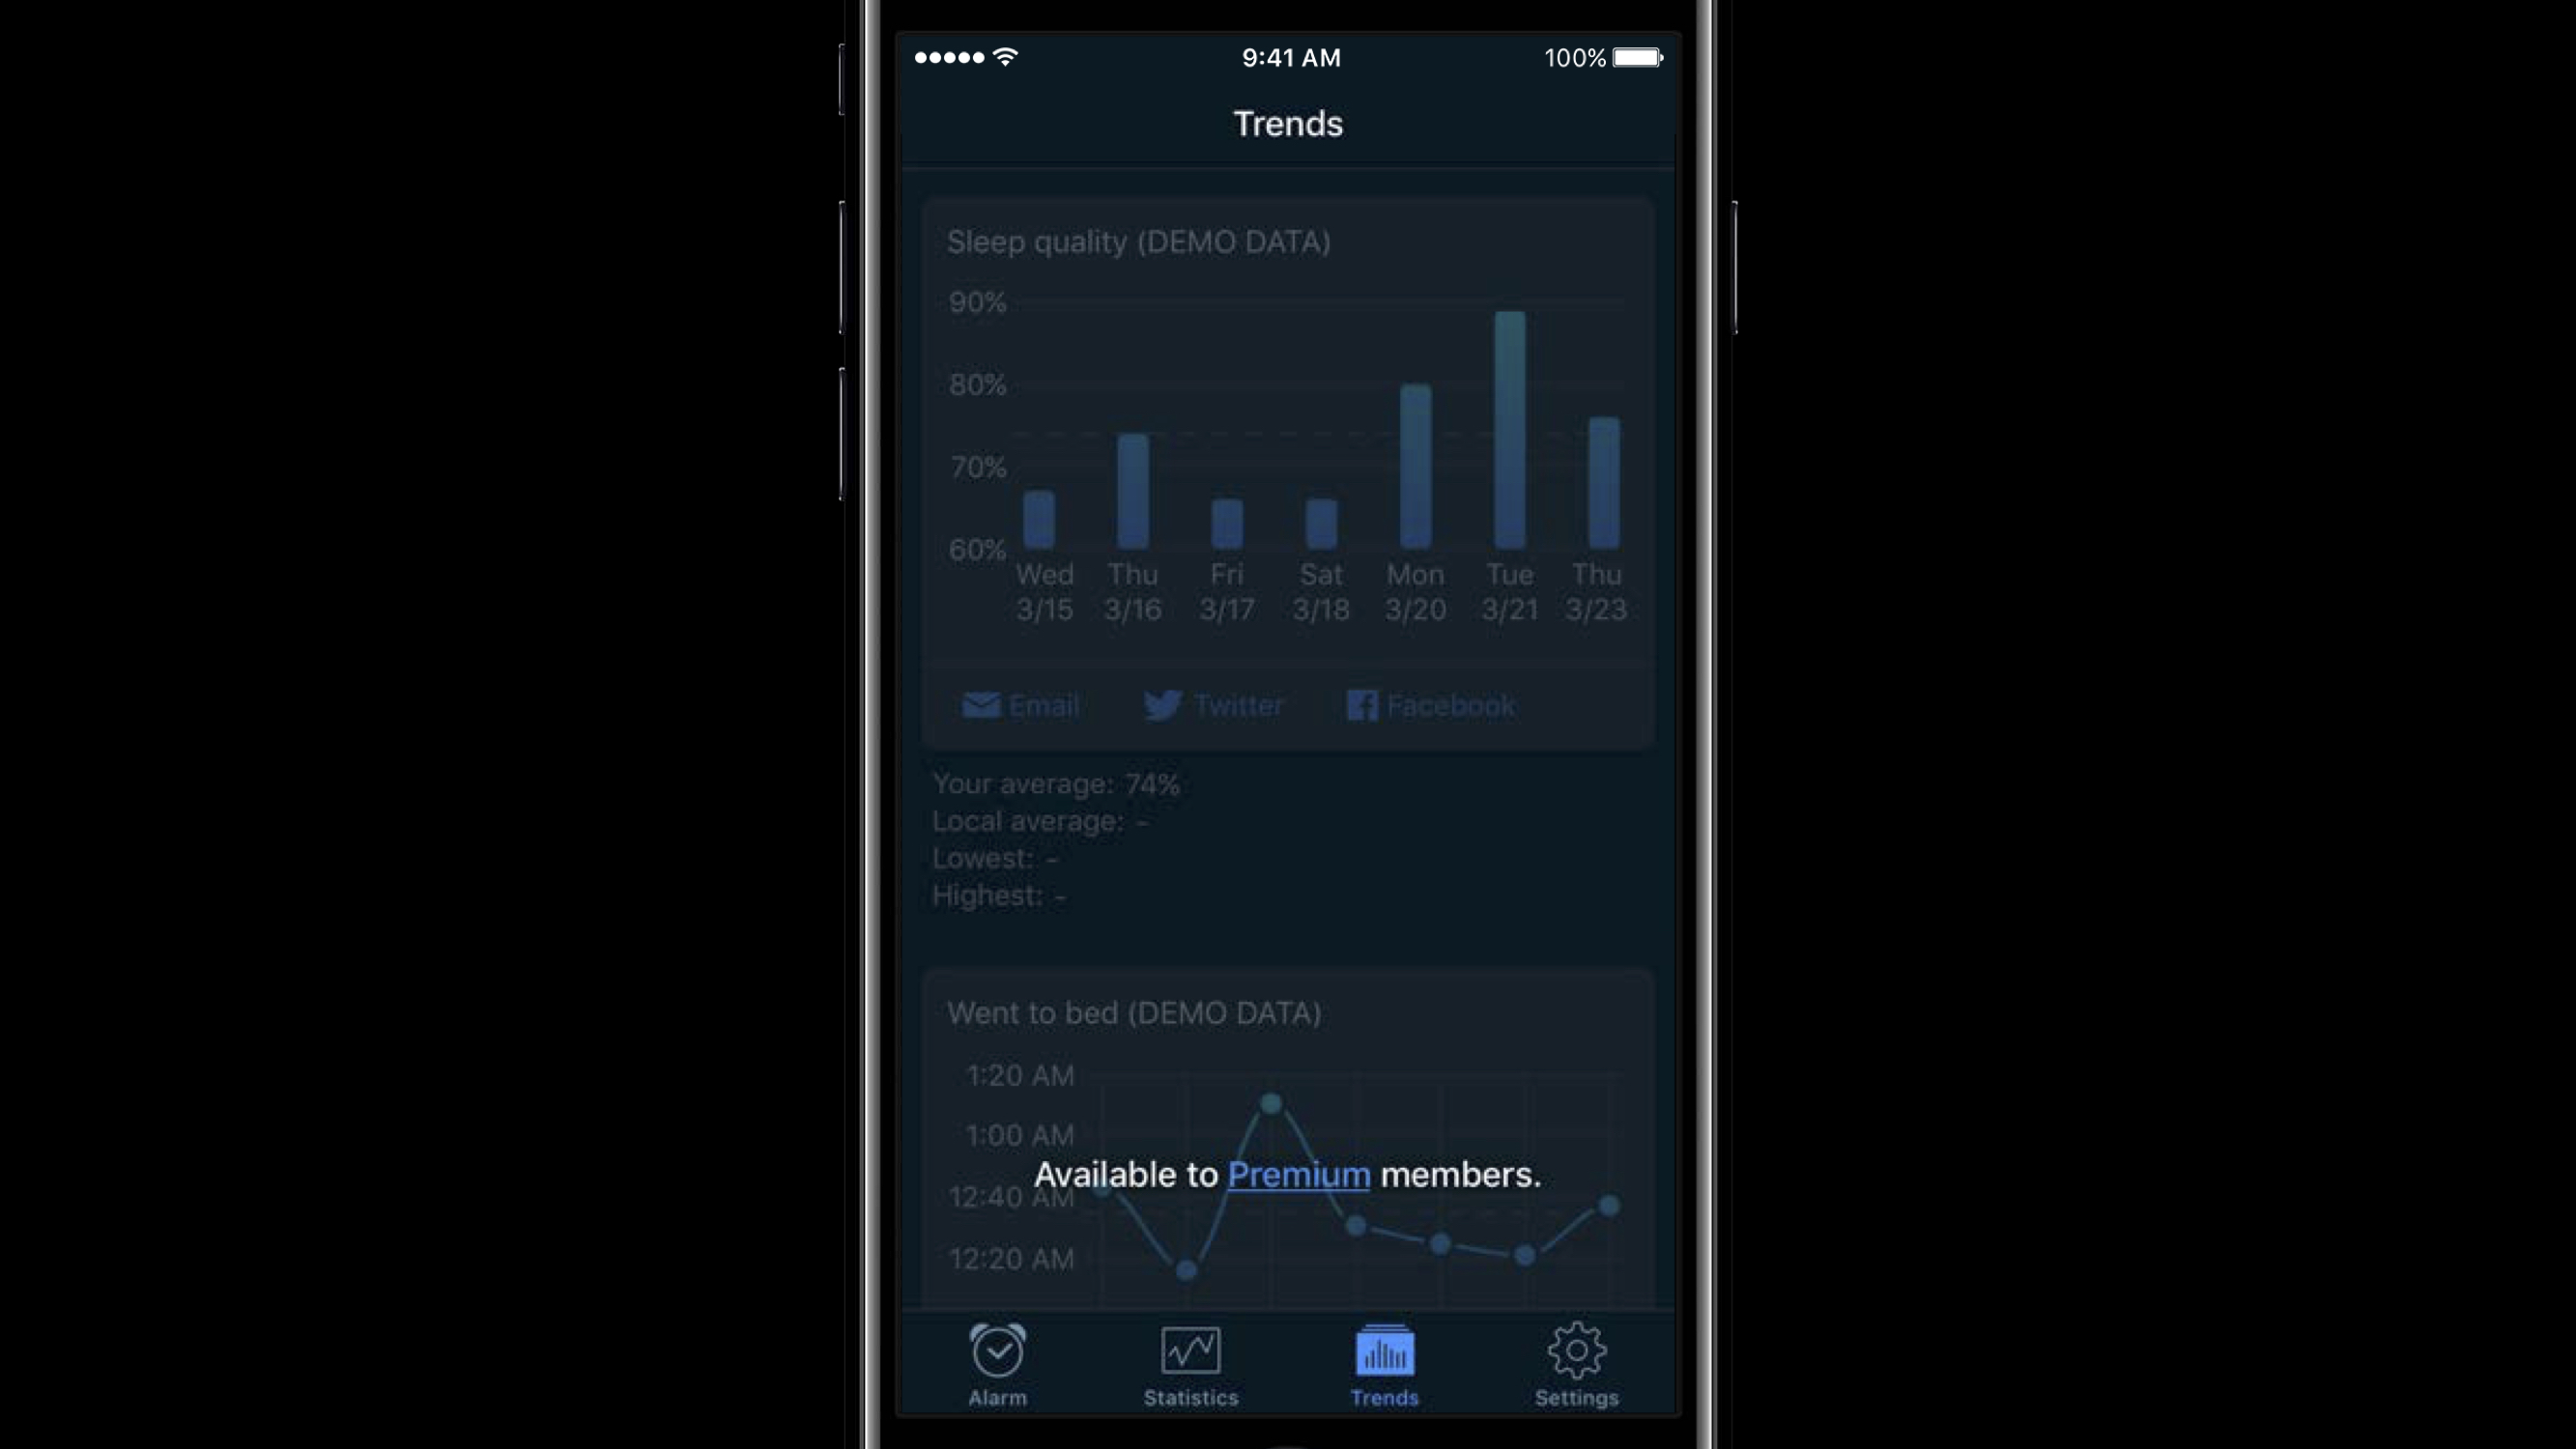 9:41 AM 100%
Trends
Sleep quality (DEMO DATA)
90%
80%
70%
60%
Wed Thu Fri Sat Mon Tue Thu
3/15 3/16 3/17 3/18 3/20 3/21 3/23
Email Twitter Facebook
Your average: 74%
Local average: -
Lowest: -
Highest: -
Went to bed (DEMO DATA)
1:20 AM
1:00 AM
Available to Premium members.
12:40 AM
12:20 AM
Alarm Statistics Trends Settings